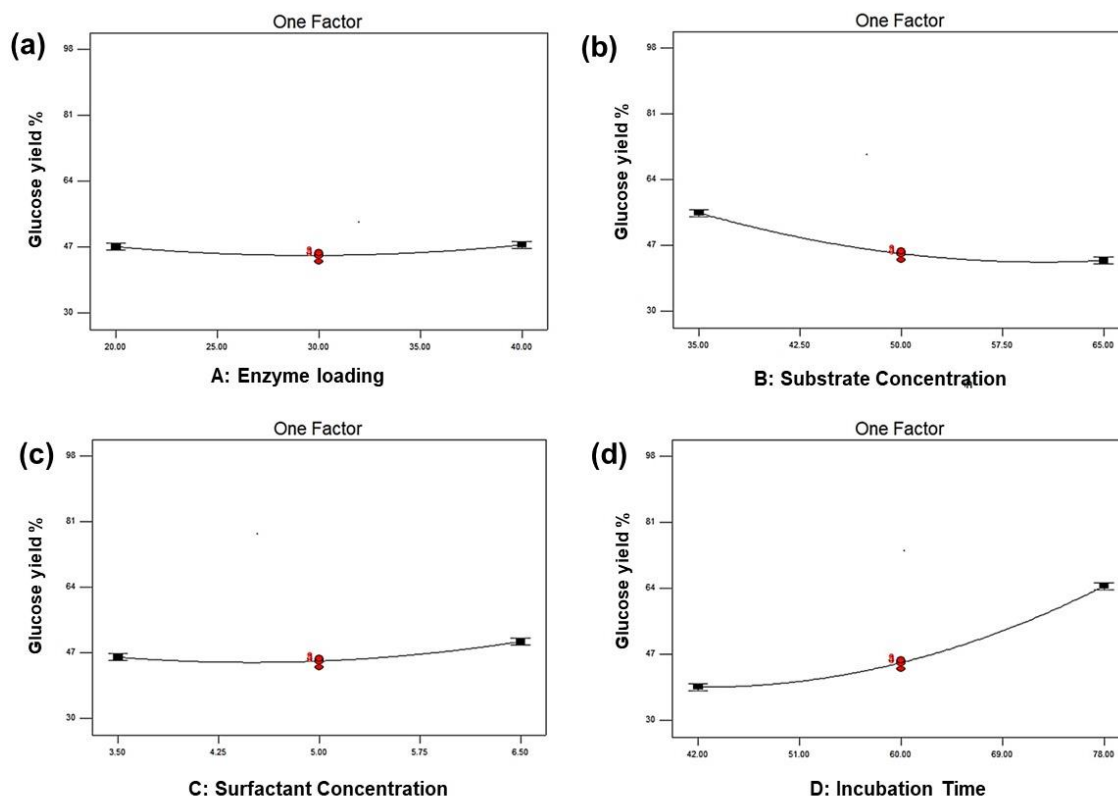 One Factor
(a)
Glucose yield %
98
81
64
47
30
20.00 25.00 30.00 35.00 40.00
A: Enzyme loading
One Factor
(b)
Glucose yield %
98
81
64
47
30
35.00 42.50 50.00 57.50 65.00
B: Substrate Concentration
One Factor
(c)
Glucose yield %
98
81
64
47
30
3.50 4.25 5.00 5.75 6.50
C: Surfactant Concentration
One Factor
(d)
Glucose yield %
98
81
64
47
30
42.00 51.00 60.00 69.00 78.00
D: Incubation Time